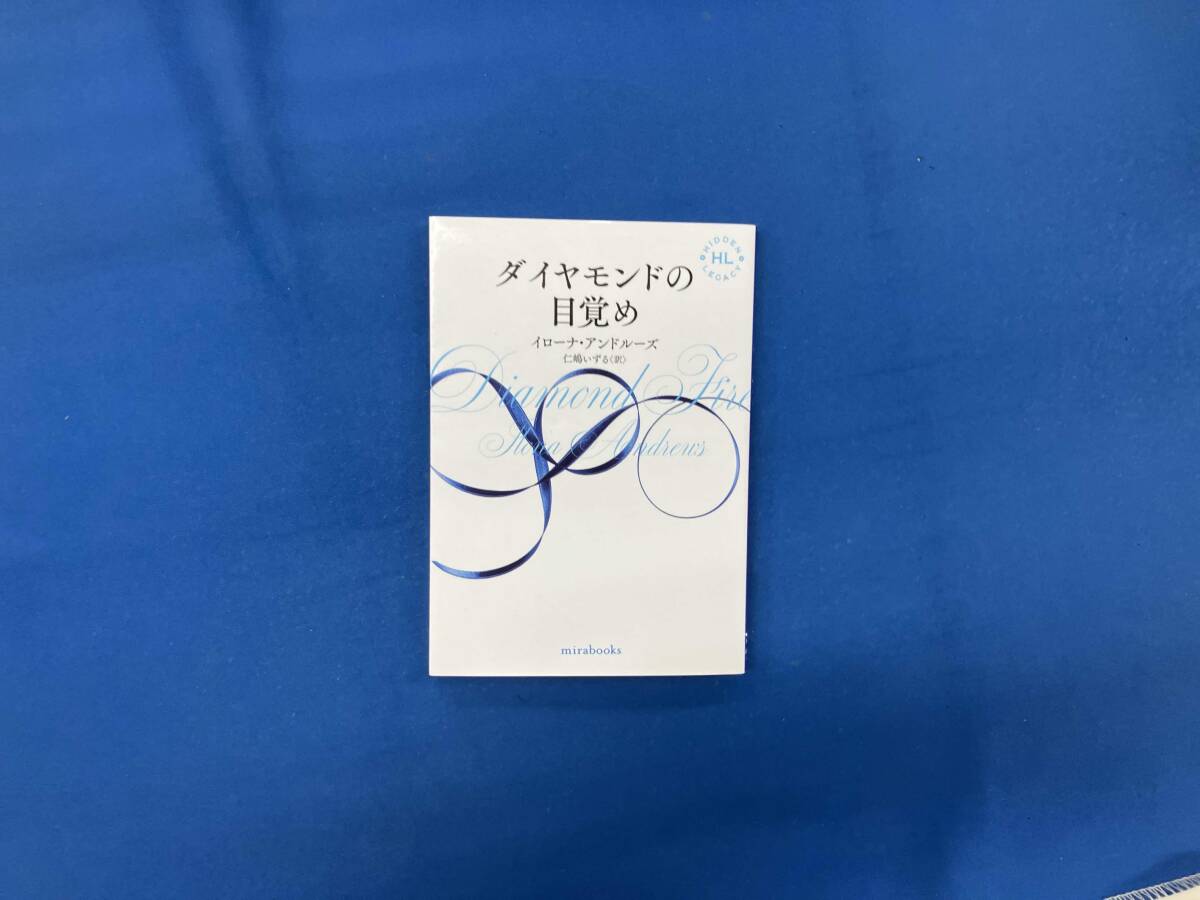 HIDDEN
HL
LEGACY
ダイヤモンドの
目覚め
イローナ・アンドルーズ
仁嶋いずる〈訳〉
Diamond Fire
Ilona Andrews
mirabooks